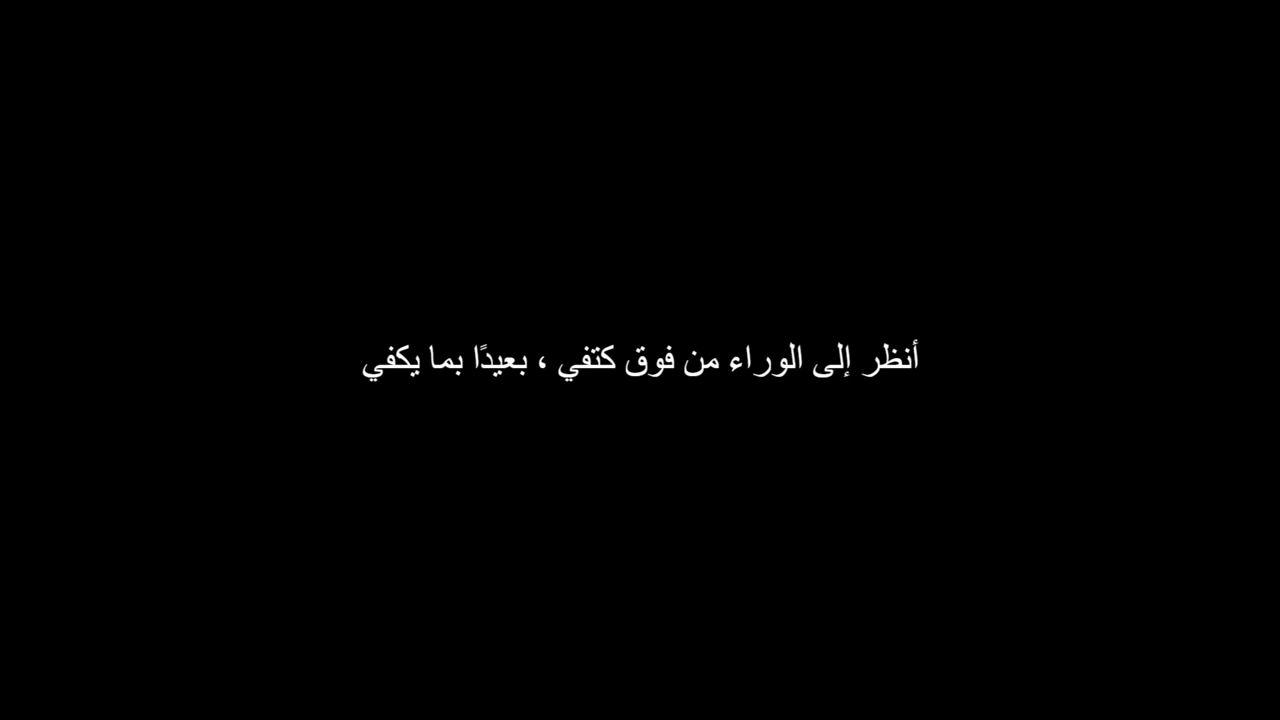 أنظر إلى الوراء من فوق كتفي ، بعيدًا بما يكفي